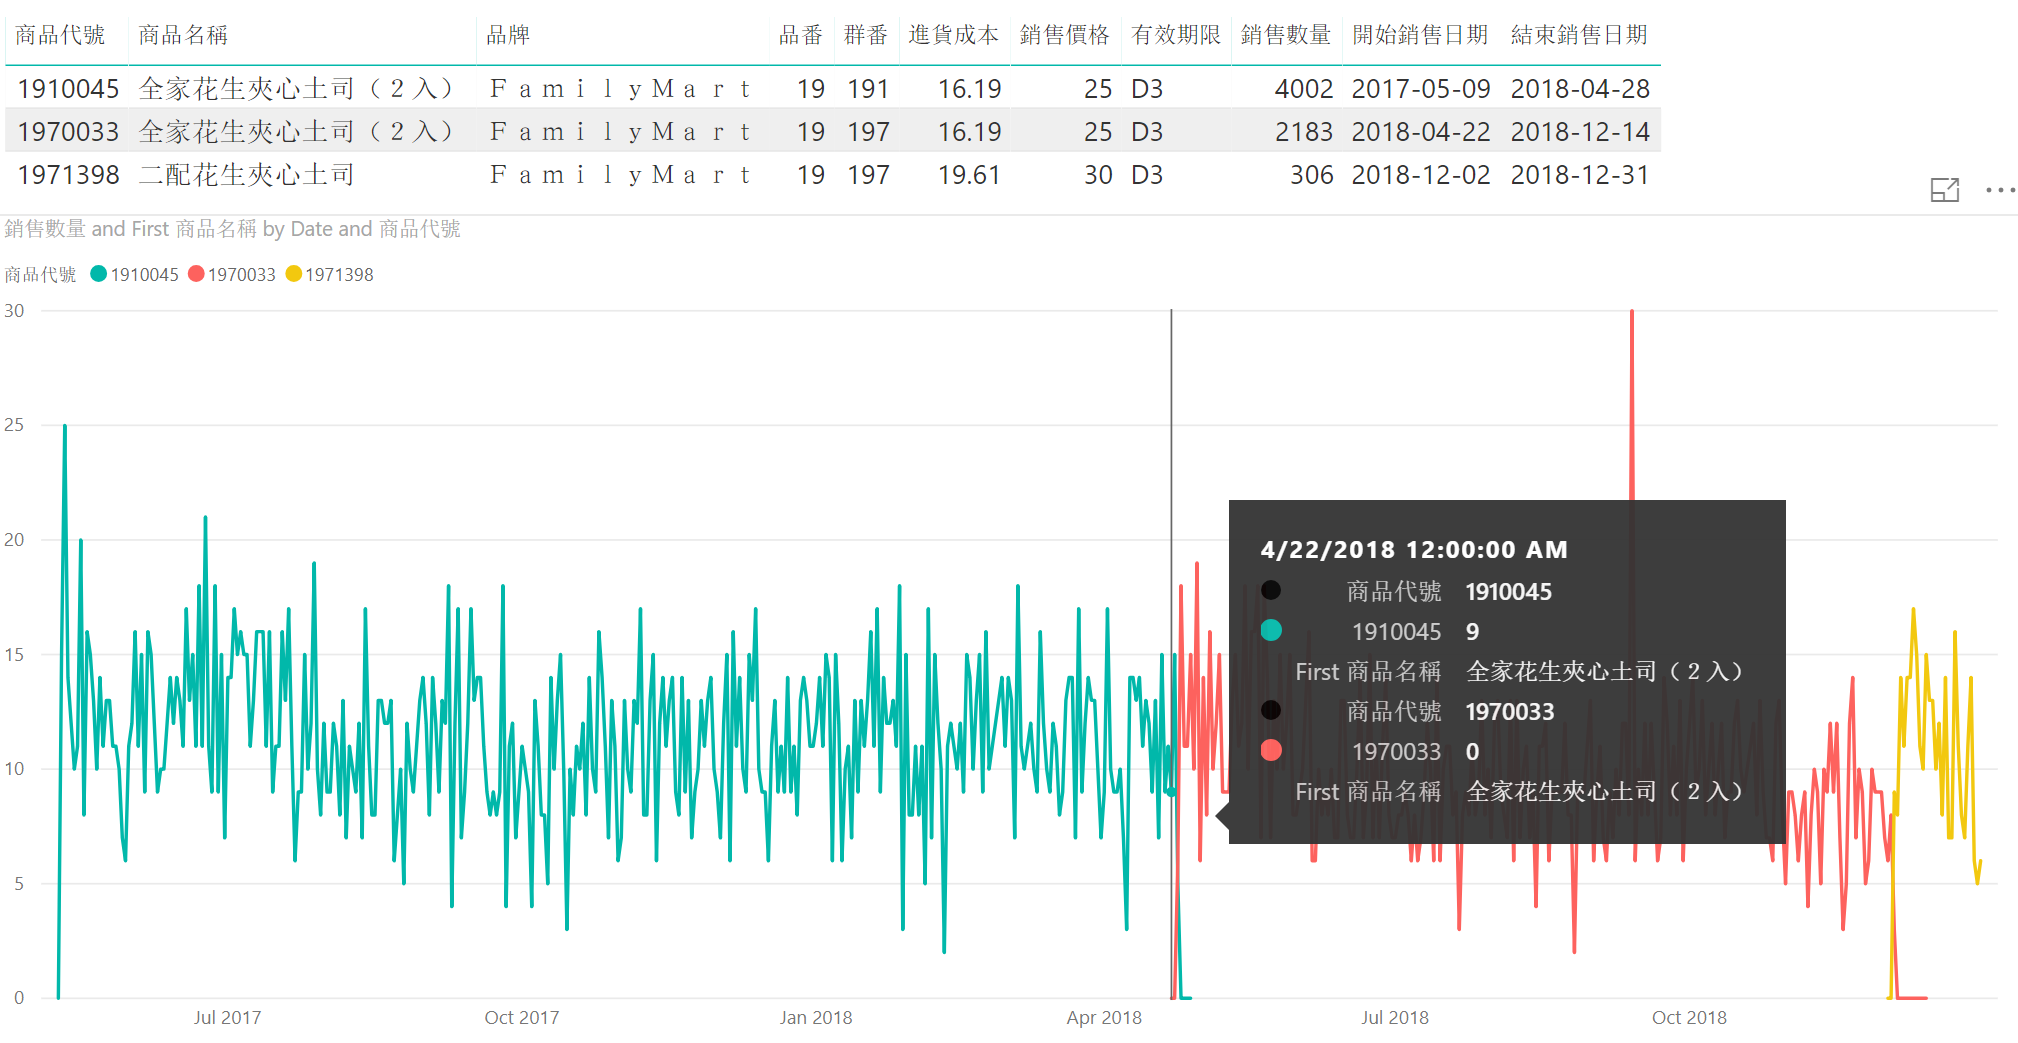 商品代號 商品名稱 品牌 品番 群番 進貨成本 銷售價格 有效期限 銷售數量 開始銷售日期 結束銷售日期
1910045 全家花生夾心土司（２入） ＦａｍｉｌｙＭａｒｔ 19 191 16.19 25 D3 4002 2017-05-09 2018-04-28
1970033 全家花生夾心土司（２入） ＦａｍｉｌｙＭａｒｔ 19 197 16.19 25 D3 2183 2018-04-22 2018-12-14
1971398 二配花生夾心土司 ＦａｍｉｌｙＭａｒｔ 19 197 19.61 30 D3 306 2018-12-02 2018-12-31
銷售數量 and First 商品名稱 by Date and 商品代號
商品代號 1910045 1970033 1971398
30
25
20
15
10
5
0
4/22/2018 12:00:00 AM
商品代號 1910045
1910045 9
First 商品名稱 全家花生夾心土司（２入）
商品代號 1970033
1970033 0
First 商品名稱 全家花生夾心土司（２入）
Jul 2017 Oct 2017 Jan 2018 Apr 2018 Jul 2018 Oct 2018